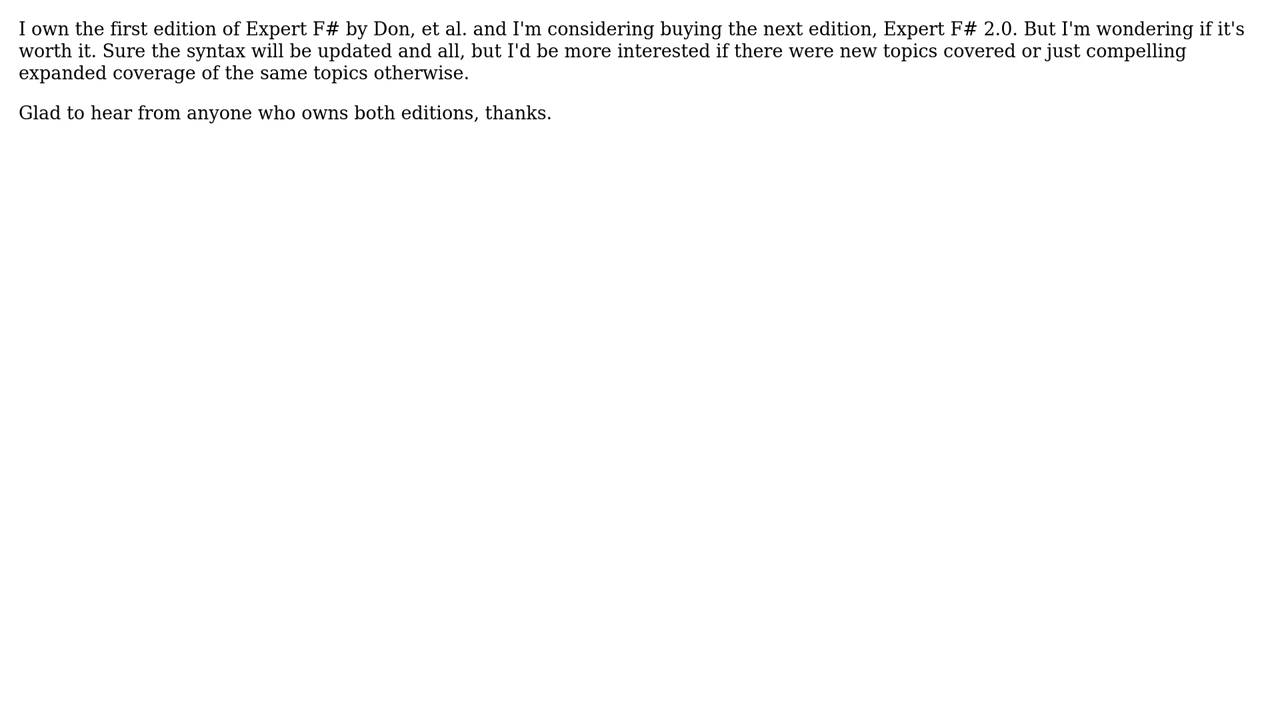 I own the first edition of Expert F# by Don, et al. and I'm considering buying the next edition, Expert F# 2.0. But I'm wondering if it's
worth it. Sure the syntax will be updated and all, but I'd be more interested if there were new topics covered or just compelling
expanded coverage of the same topics otherwise.
Glad to hear from anyone who owns both editions, thanks.